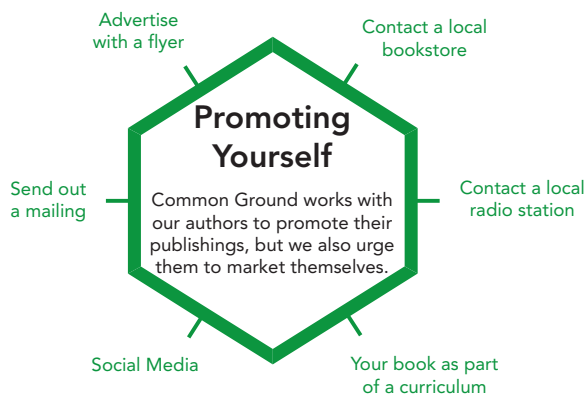 Advertise
with a flyer
Contact a local
bookstore
Promoting
Yourself
Common Ground works with
our authors to promote their
publishings, but we also urge
them to market themselves.
Send out
a mailing
Contact a local
radio station
Social Media
Your book as part
of a curriculum